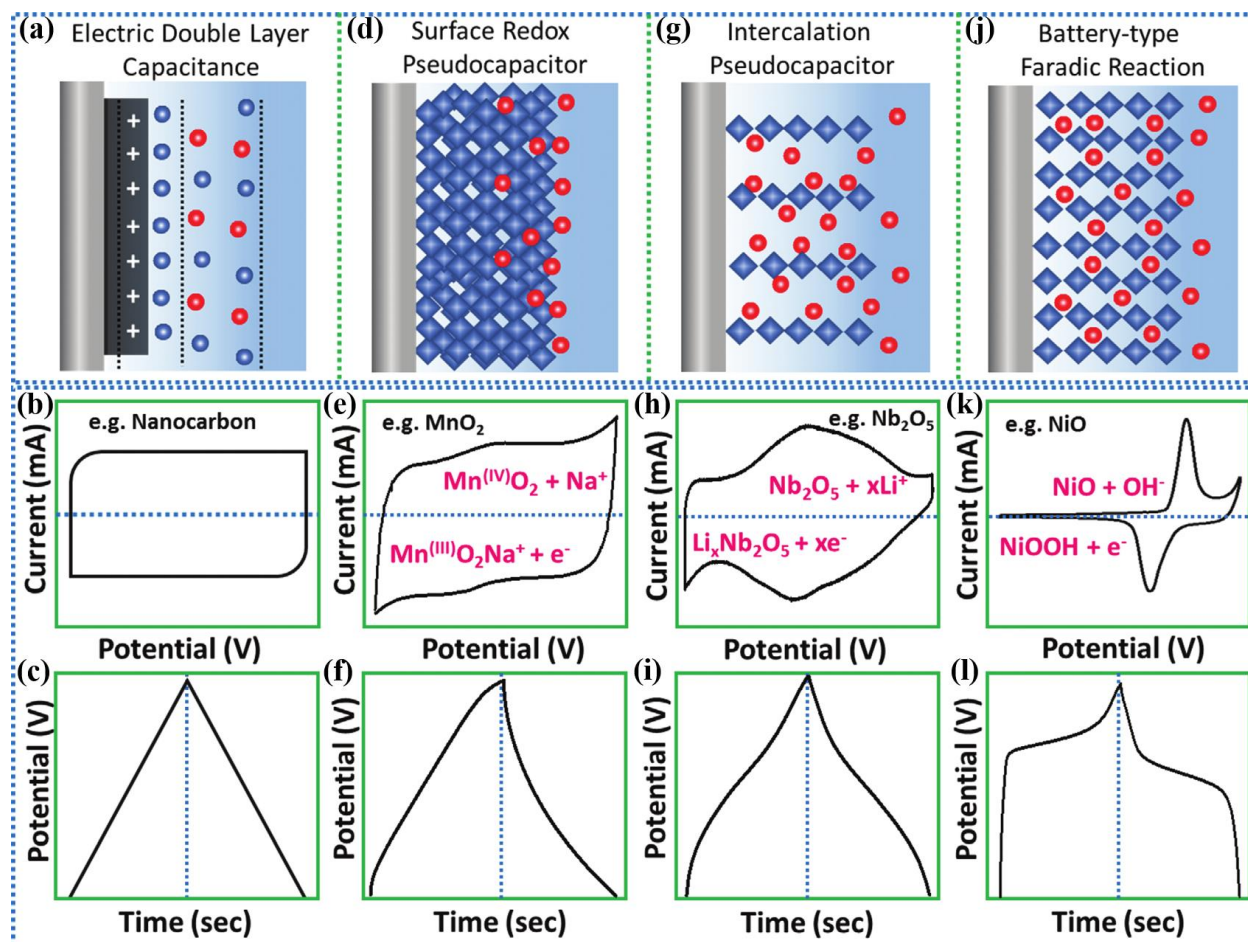 (a) Electric Double Layer
Capacitance
+
+
+
+
+
+
+
(d) Surface Redox
Pseudocapacitor
(g) Intercalation
Pseudocapacitor
(j) Battery-type
Faradic Reaction
(b) e.g. Nanocarbon
Current (mA)
Potential (V)
(e) e.g. MnO₂
Mn⁽ᴵⱽ⁾O₂ + Na⁺
Mn⁽ᴵᴵᴵ⁾O₂Na⁺ + e⁻
Current (mA)
Potential (V)
(h) e.g. Nb₂O₅
Nb₂O₅ + xLi⁺
LiₓNb₂O₅ + xe⁻
Current (mA)
Potential (V)
(k) e.g. NiO
NiO + OH⁻
NiOOH + e⁻
Current (mA)
Potential (V)
(c)
Potential (V)
Time (sec)
(f)
Potential (V)
Time (sec)
(i)
Potential (V)
Time (sec)
(l)
Potential (V)
Time (sec)